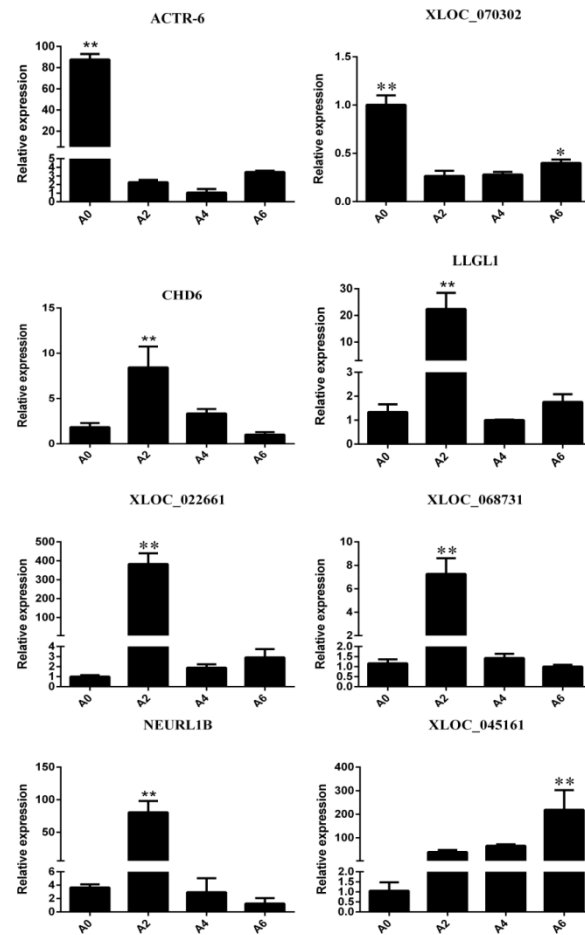 ACTR-6
Relative expression
100
80
60
40
20
5
4
3
2
1
0
**
A0
A2
A4
A6
XLOC_070302
Relative expression
1.5
1.0
0.5
0.0
**
*
A0
A2
A4
A6
CHD6
Relative expression
15
10
5
0
**
A0
A2
A4
A6
LLGL1
Relative expression
30
20
10
3
2
1
0
**
A0
A2
A4
A6
XLOC_022661
Relative expression
500
400
300
200
100
4
3
2
1
0
**
A0
A2
A4
A6
XLOC_068731
Relative expression
10
8
6
4
2
2.0
1.5
1.0
0.5
0.0
**
A0
A2
A4
A6
NEURL1B
Relative expression
150
100
50
6
4
2
0
**
A0
A2
A4
A6
XLOC_045161
Relative expression
400
300
200
100
2.0
1.5
1.0
0.5
0.0
**
A0
A2
A4
A6